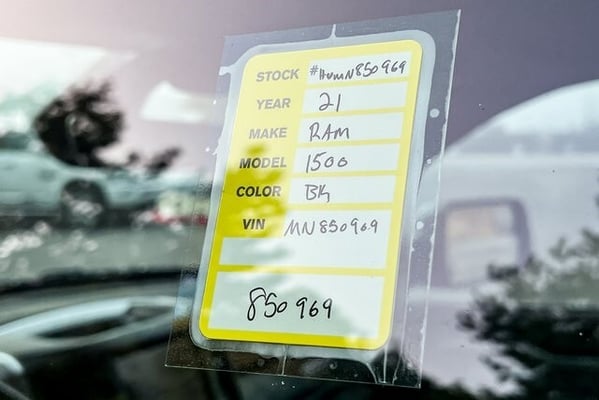 STOCK #HumN850969
YEAR 21
MAKE RAM
MODEL 1500
COLOR BK
VIN MN850969
850969